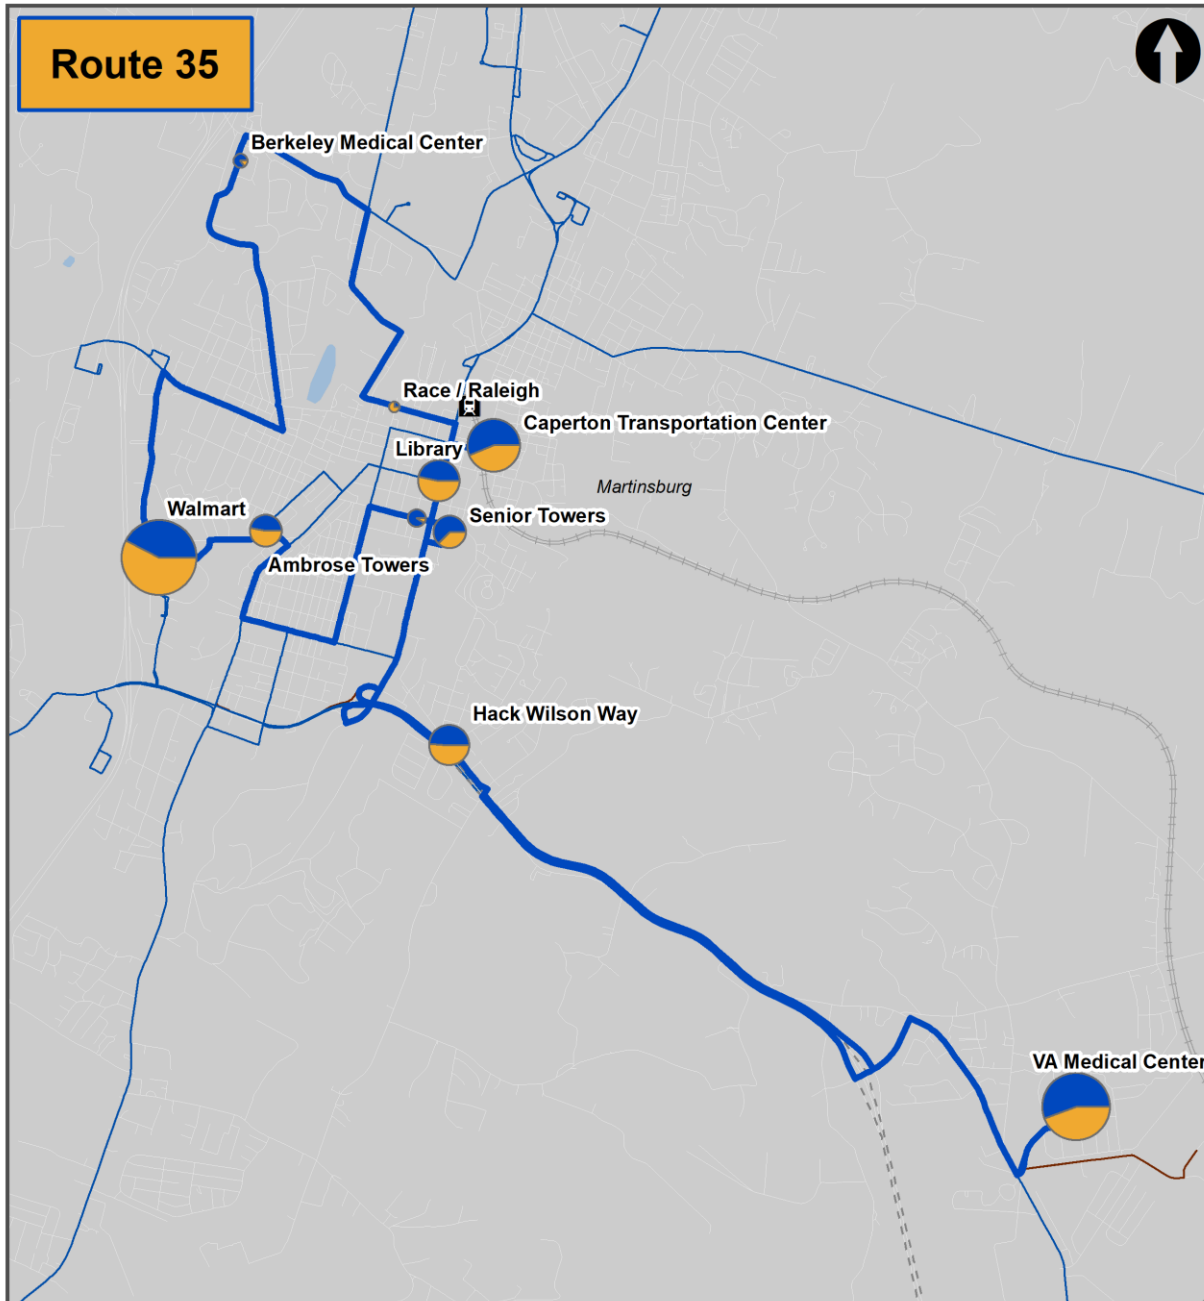 Route 35
Berkeley Medical Center
Race / Raleigh
Caperton Transportation Center
Library
Martinsburg
Walmart
Senior Towers
Ambrose Towers
Hack Wilson Way
VA Medical Center